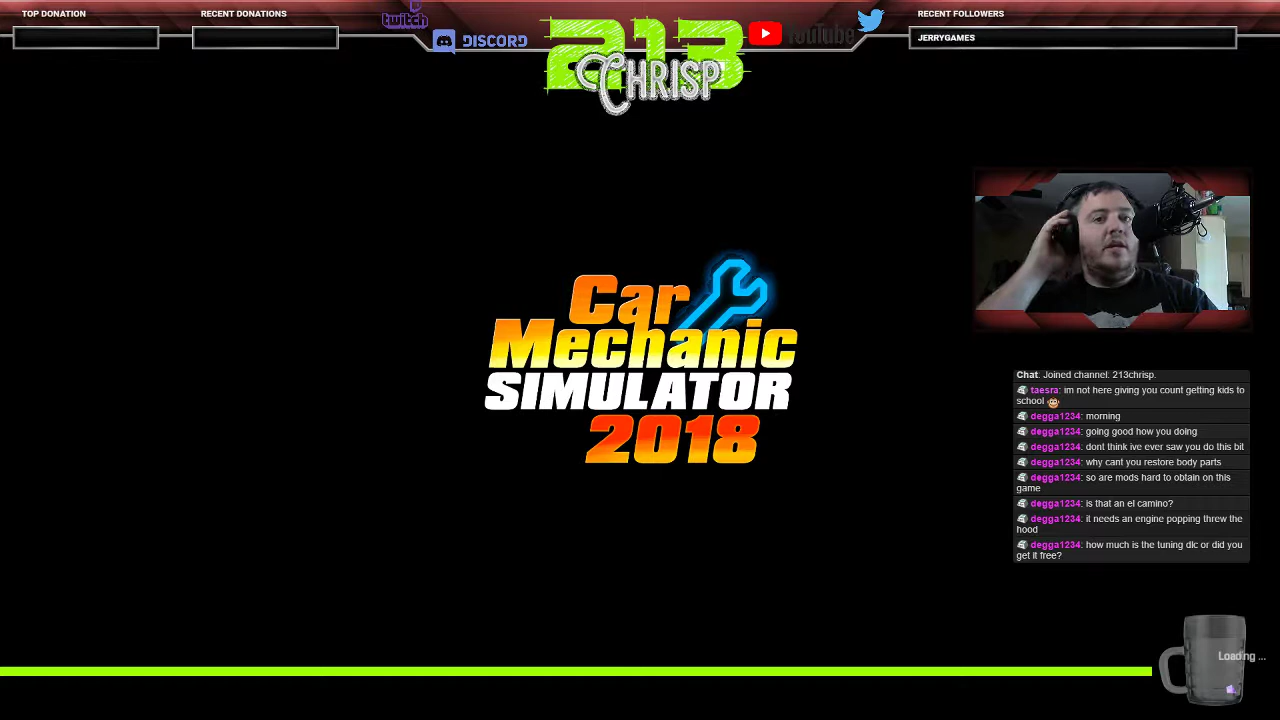 TOP DONATION
RECENT DONATIONS
twitch
DISCORD
213
CHRISP
YouTube
RECENT FOLLOWERS
JERRYGAMES
Car
Mechanic
SIMULATOR
2018
Chat: Joined channel: 213chrisp.
taesra: im not here giving you count getting kids to
school
degga1234: morning
degga1234: going good how you doing
degga1234: dont think ive ever saw you do this bit
degga1234: why cant you restore body parts
degga1234: so are mods hard to obtain on this
game
degga1234: is that an el camino?
degga1234: it needs an engine popping threw the
hood
degga1234: how much is the tuning dlc or did you
get it free?
Loading ...